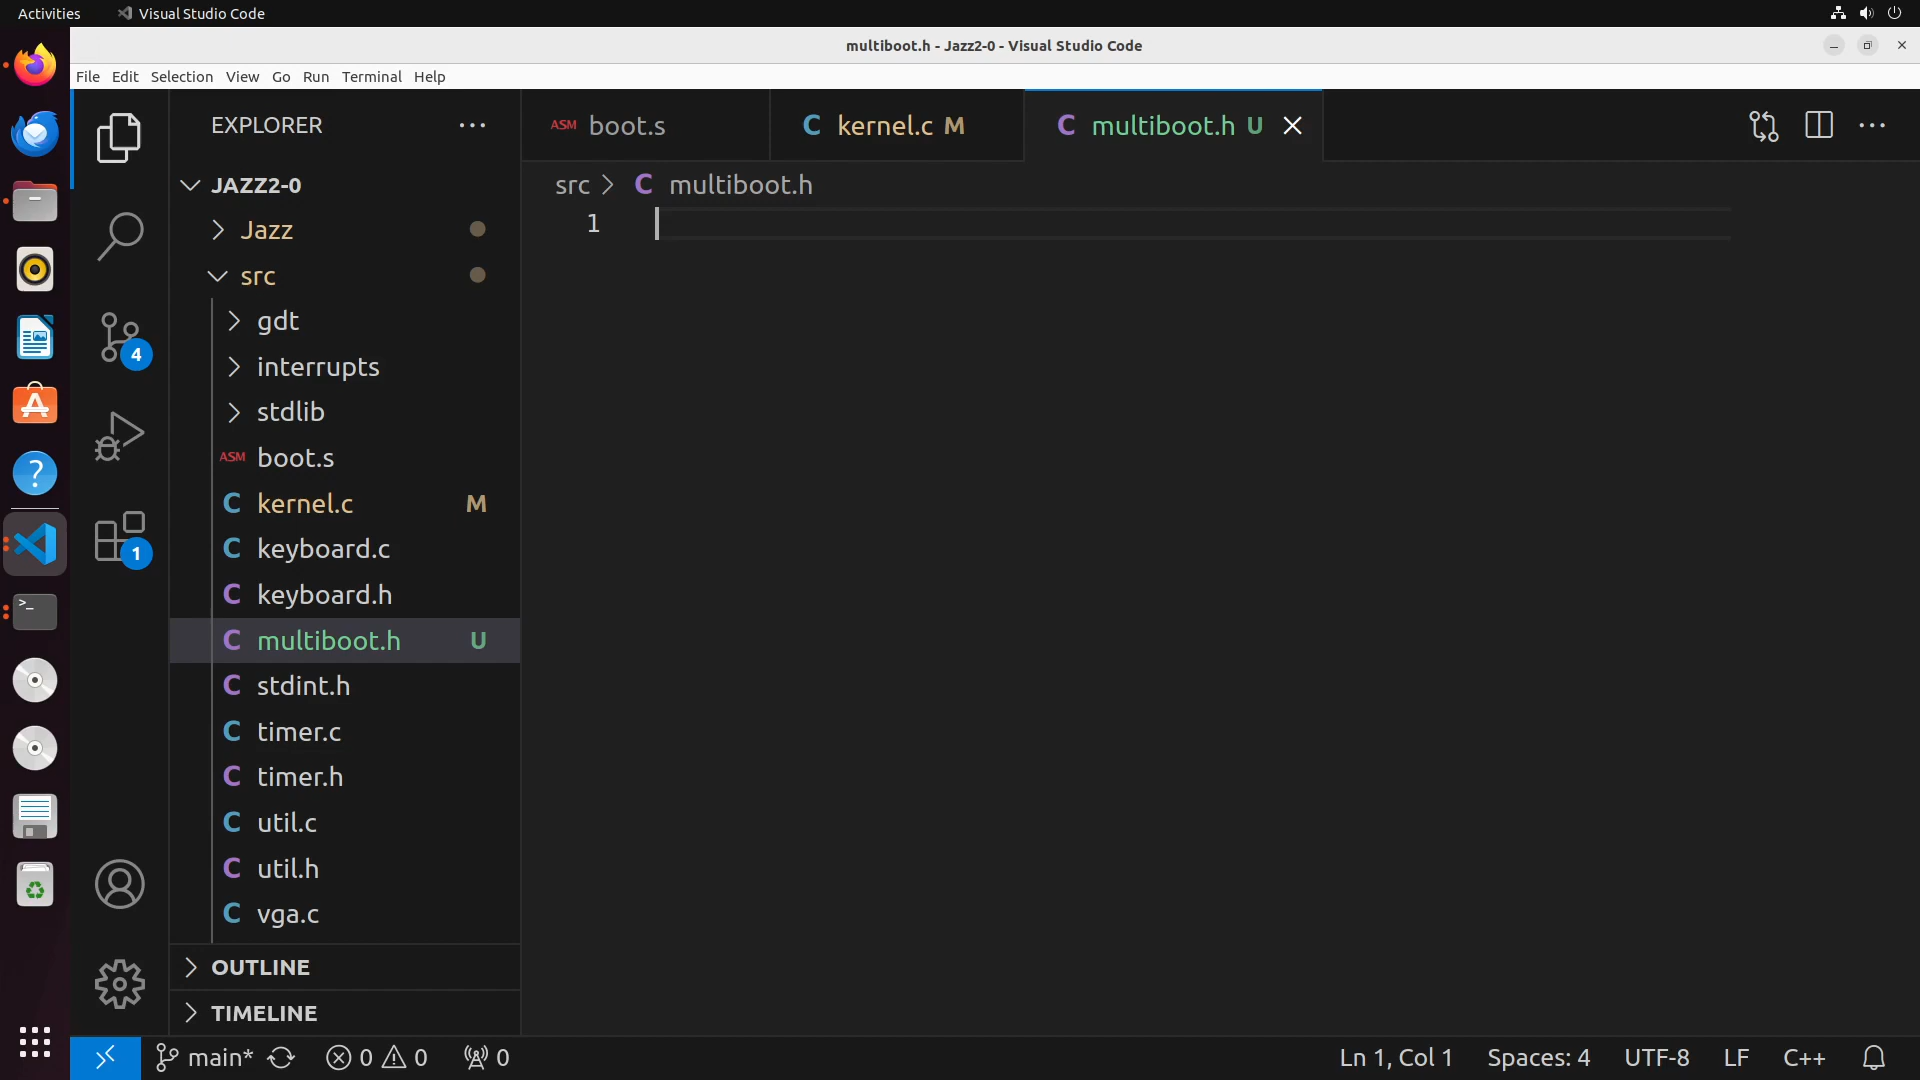 Activities
Visual Studio Code
multiboot.h - Jazz2-0 - Visual Studio Code
File Edit Selection View Go Run Terminal Help
EXPLORER
ASM boot.s
C kernel.c M
C multiboot.h U
JAZZ2-0
src > C multiboot.h
1
Jazz
src
gdt
interrupts
stdlib
ASM boot.s
C kernel.c M
C keyboard.c
C keyboard.h
C multiboot.h U
C stdint.h
C timer.c
C timer.h
C util.c
C util.h
C vga.c
OUTLINE
TIMELINE
4
1
?
>_
main* 0 0 0
Ln 1, Col 1 Spaces: 4 UTF-8 LF C++